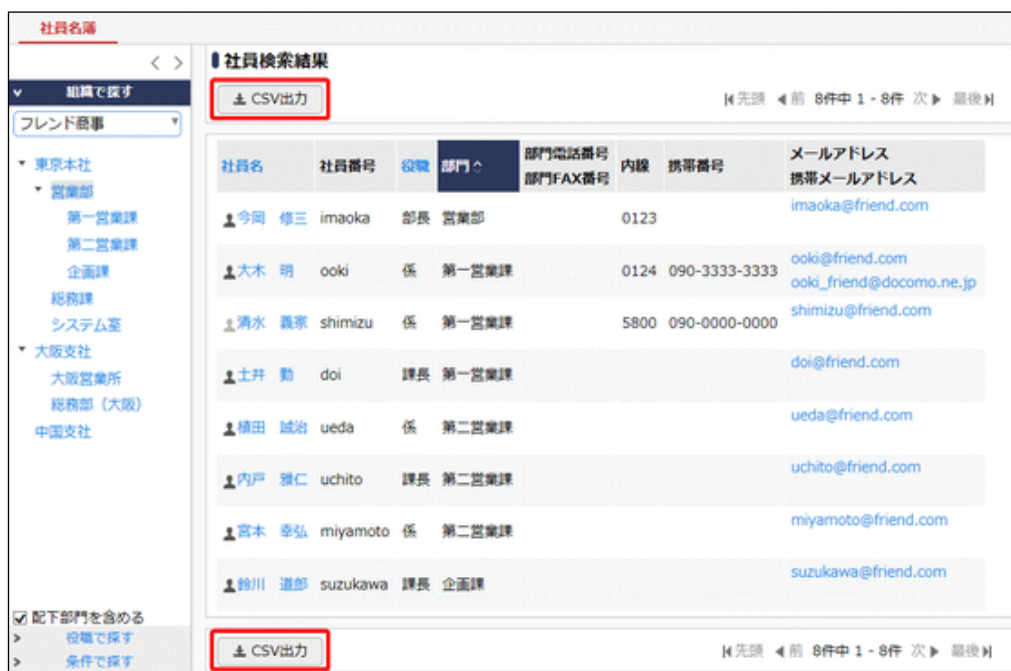 社員名簿
組織で探す
フレンド商事
東京本社
営業部
第一営業課
第二営業課
企画課
総務課
システム室
大阪支社
大阪営業所
総務部（大阪）
中国支社
配下部門を含める
役職で探す
条件で探す
社員検索結果
CSV出力
先頭 前 8件中 1 - 8件 次 最後
社員名 社員番号 役職 部門 部門電話番号 内線 携帯番号 メールアドレス
部門FAX番号 携帯メールアドレス
今岡 修三 imaoka 部長 営業部 0123 imaoka@friend.com
大木 明 ooki 係 第一営業課 0124 090-3333-3333 ooki@friend.com
ooki_friend@docomo.ne.jp
清水 義家 shimizu 係 第一営業課 5800 090-0000-0000 shimizu@friend.com
土井 勤 doi 課長 第一営業課 doi@friend.com
植田 誠治 ueda 係 第二営業課 ueda@friend.com
内戸 雅仁 uchito 課長 第二営業課 uchito@friend.com
宮本 幸弘 miyamoto 係 第二営業課 miyamoto@friend.com
鈴川 道郎 suzukawa 課長 企画課 suzukawa@friend.com
CSV出力
先頭 前 8件中 1 - 8件 次 最後